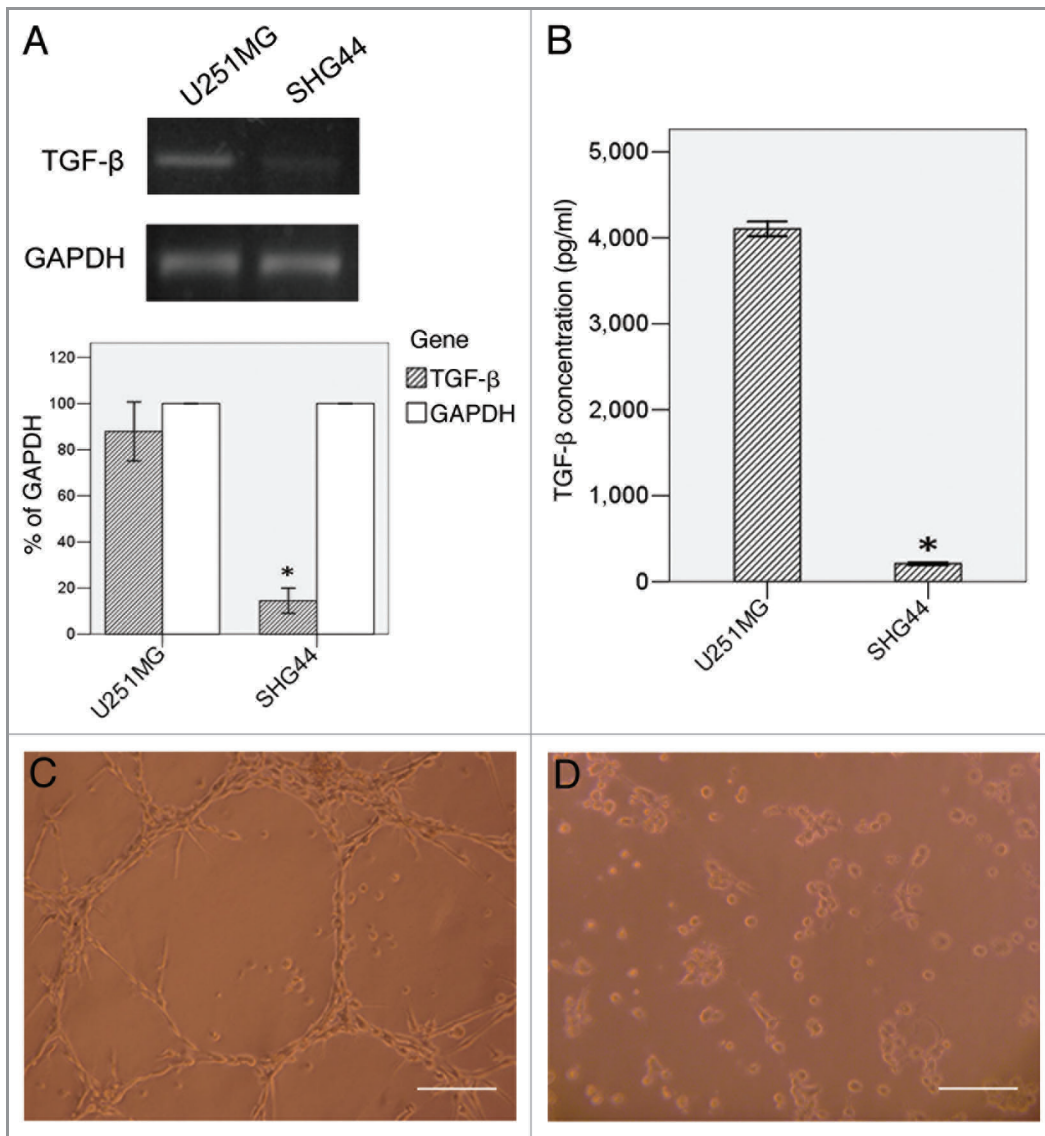 A
U251MG
SHG44
TGF-β
GAPDH
Gene
TGF-β
GAPDH
% of GAPDH
120
100
80
60
40
20
0
*
U251MG
SHG44
B
TGF-β concentration (pg/ml)
5,000
4,000
3,000
2,000
1,000
0
*
U251MG
SHG44
C
D